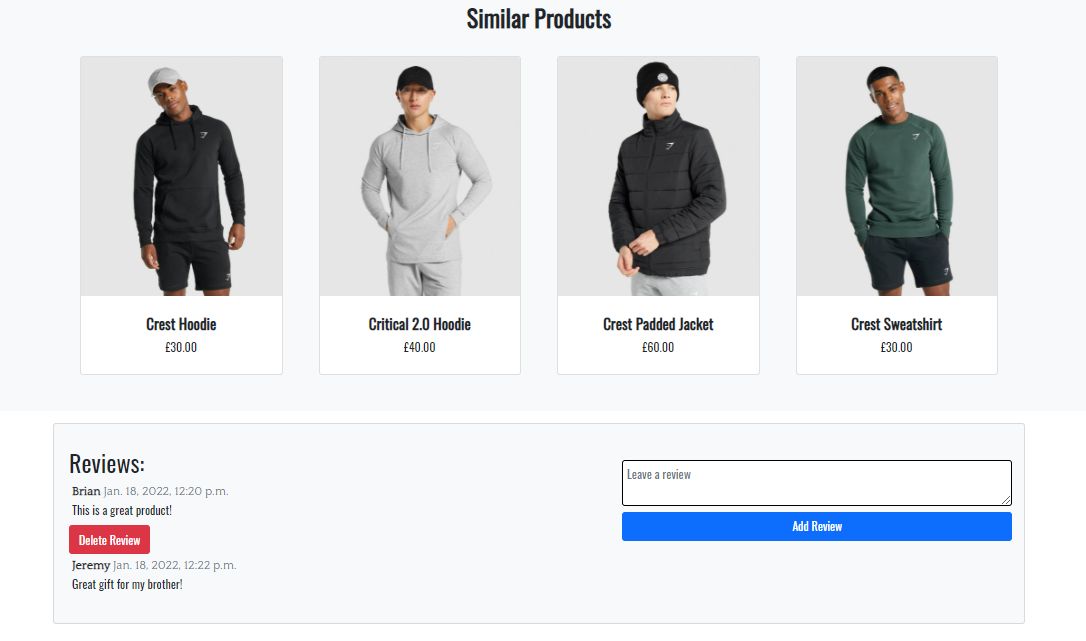 Similar Products
Crest Hoodie
£30.00
Critical 2.0 Hoodie
£40.00
Crest Padded Jacket
£60.00
Crest Sweatshirt
£30.00
Reviews:
Brian Jan. 18, 2022, 12:20 p.m.
This is a great product!
Delete Review
Jeremy Jan. 18, 2022, 12:22 p.m.
Great gift for my brother!
Leave a review
Add Review